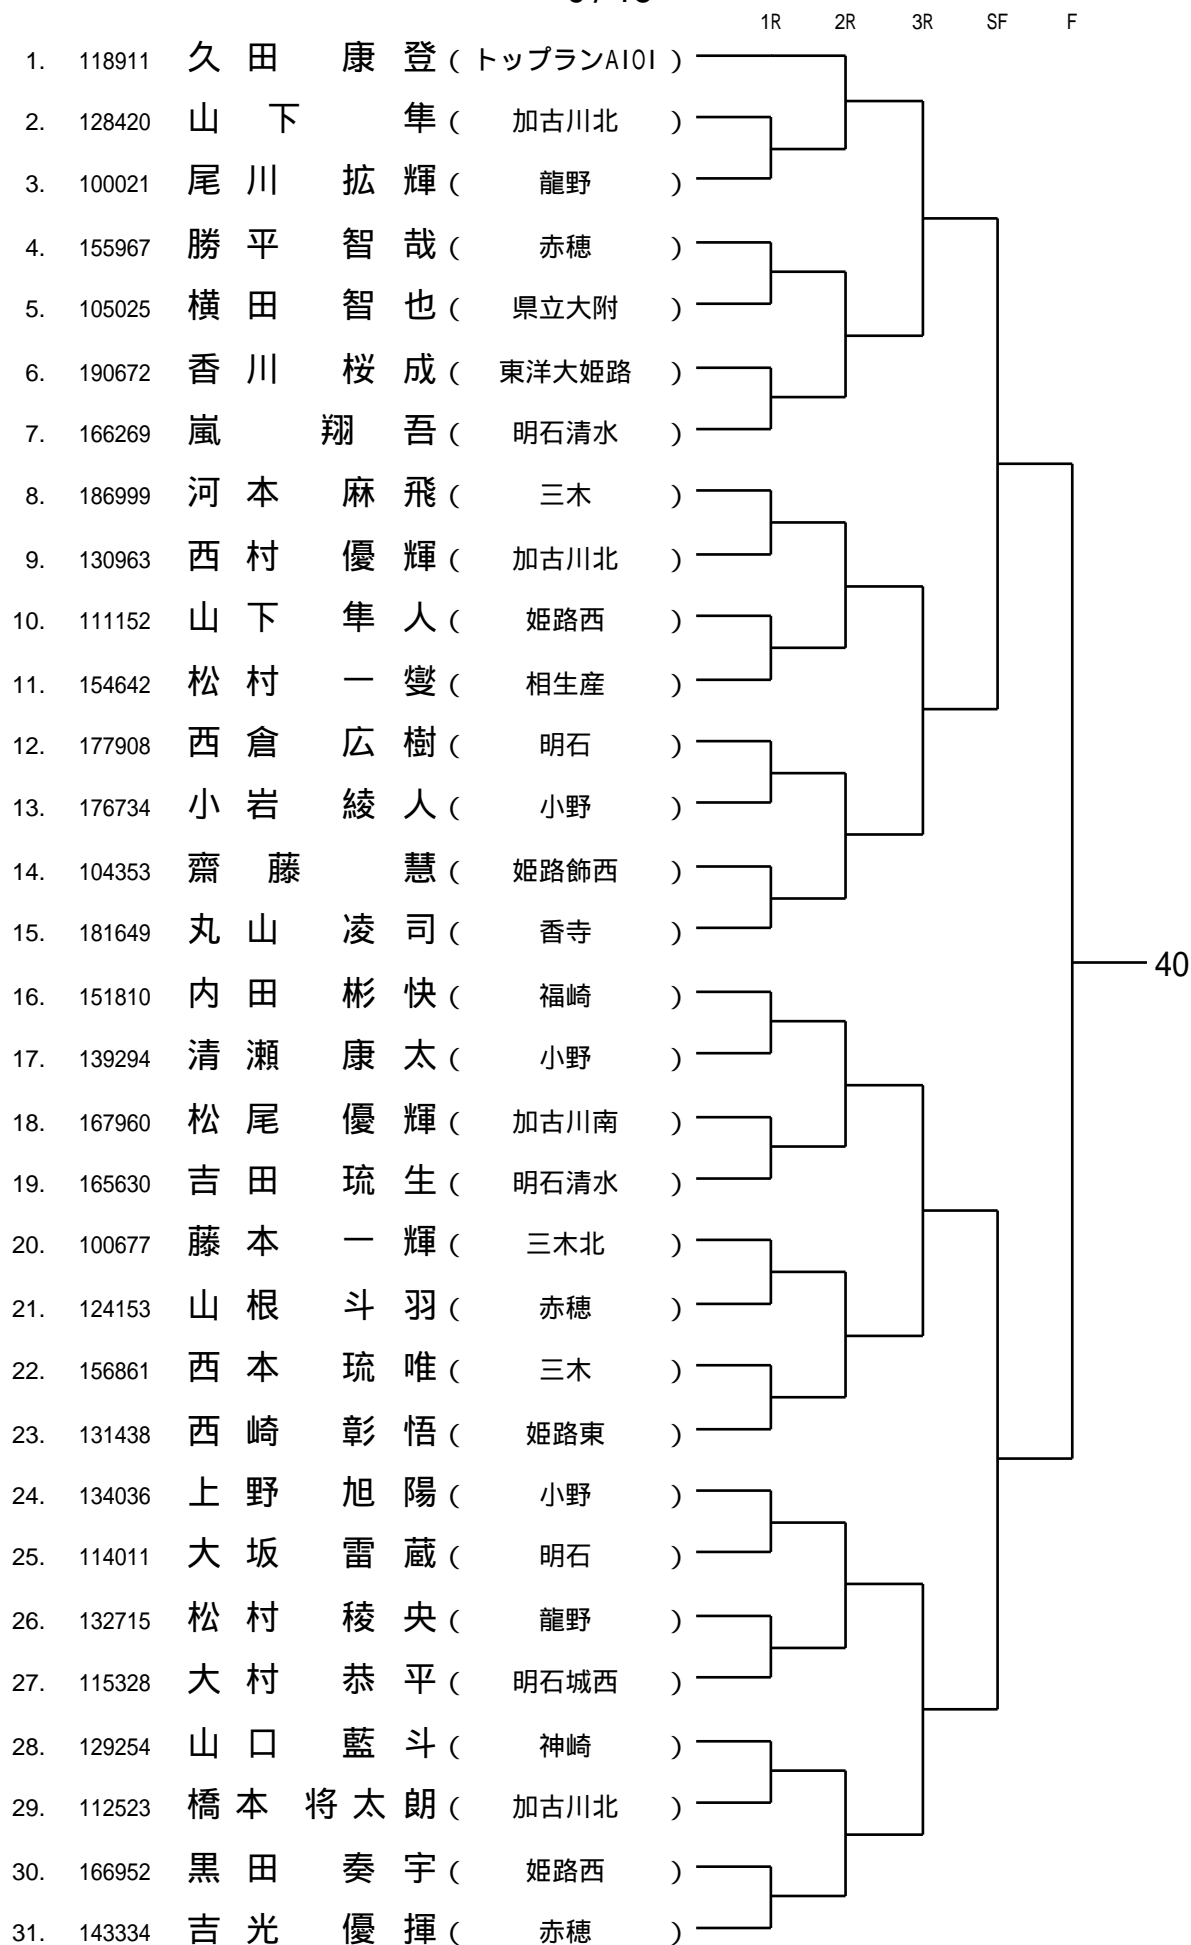 1R 2R 3R SF F
1. 118911 久田 康登 ( トップランAIOI )
2. 128420 山下 隼 ( 加古川北 )
3. 100021 尾川 拡輝 ( 龍野 )
4. 155967 勝平 智哉 ( 赤穂 )
5. 105025 横田 智也 ( 県立大附 )
6. 190672 香川 桜成 ( 東洋大姫路 )
7. 166269 嵐 翔吾 ( 明石清水 )
8. 186999 河本 麻飛 ( 三木 )
9. 130963 西村 優輝 ( 加古川北 )
10. 111152 山下 隼人 ( 姫路西 )
11. 154642 松村 一燮 ( 相生産 )
12. 177908 西倉 広樹 ( 明石 )
13. 176734 小岩 綾人 ( 小野 )
14. 104353 齋藤 慧 ( 姫路飾西 )
15. 181649 丸山 凌司 ( 香寺 )
40
16. 151810 内田 彬快 ( 福崎 )
17. 139294 清瀬 康太 ( 小野 )
18. 167960 松尾 優輝 ( 加古川南 )
19. 165630 吉田 琉生 ( 明石清水 )
20. 100677 藤本 一輝 ( 三木北 )
21. 124153 山根 斗羽 ( 赤穂 )
22. 156861 西本 琉唯 ( 三木 )
23. 131438 西崎 彰悟 ( 姫路東 )
24. 134036 上野 旭陽 ( 小野 )
25. 114011 大坂 雷蔵 ( 明石 )
26. 132715 松村 稜央 ( 龍野 )
27. 115328 大村 恭平 ( 明石城西 )
28. 129254 山口 藍斗 ( 神崎 )
29. 112523 橋本 将太朗 ( 加古川北 )
30. 166952 黒田 奏宇 ( 姫路西 )
31. 143334 吉光 優揮 ( 赤穂 )